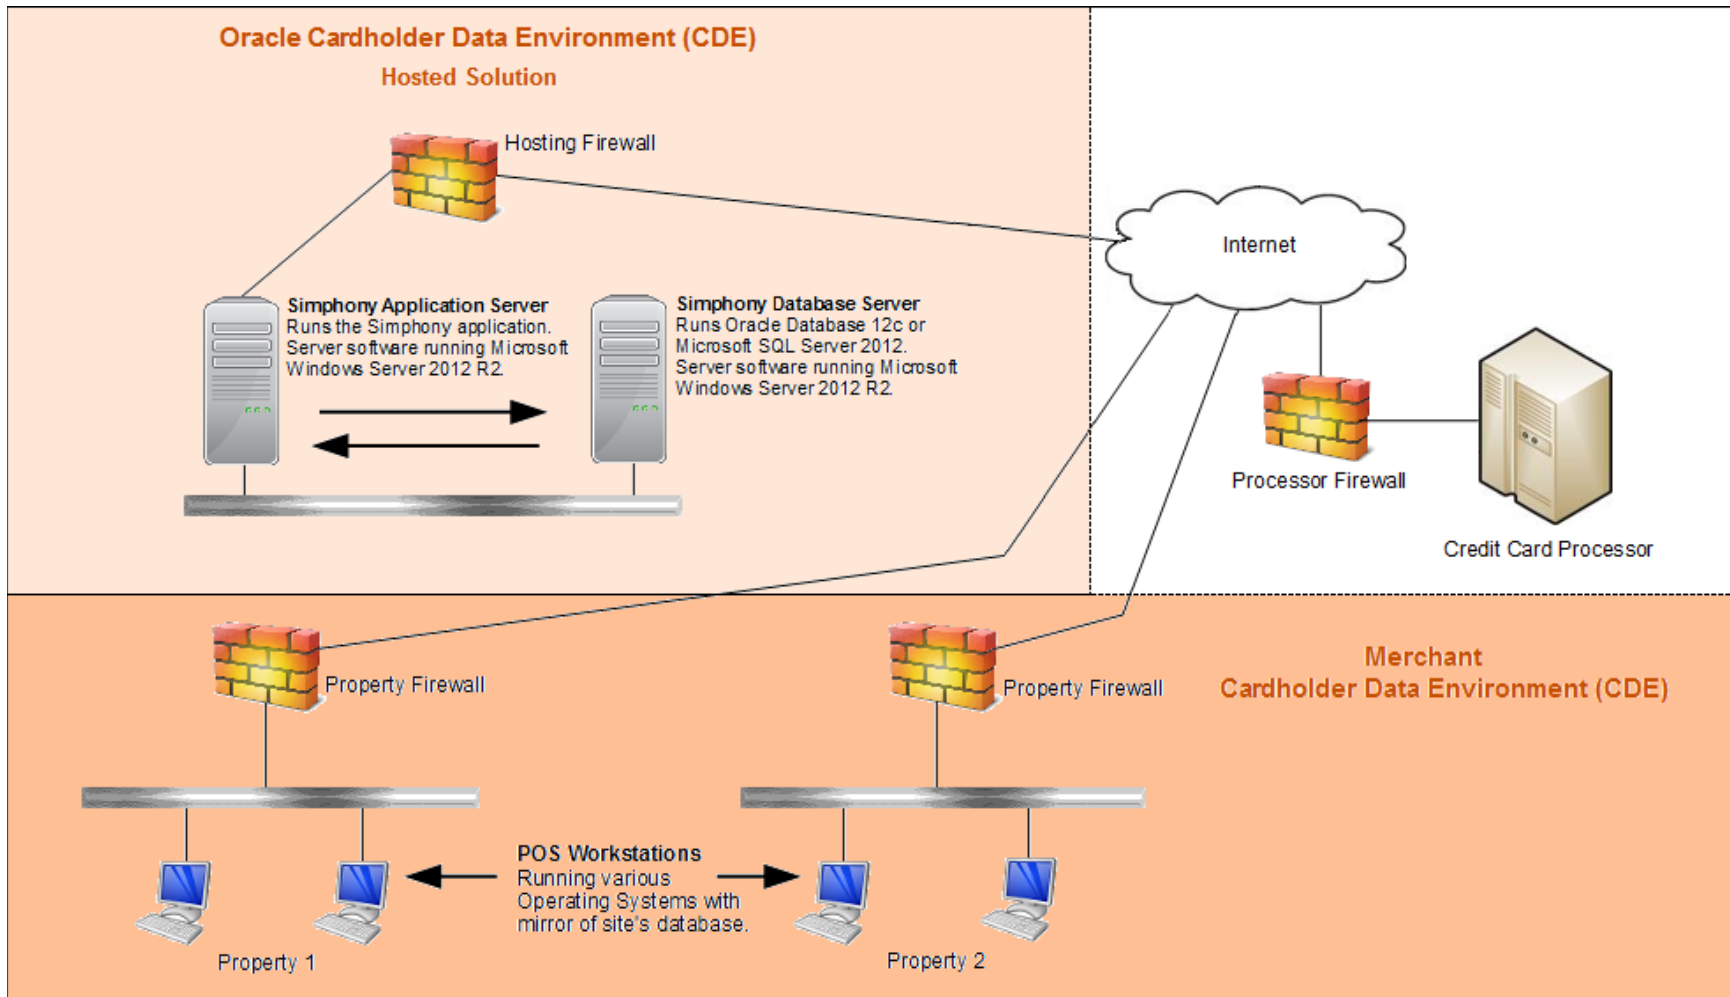 Oracle Cardholder Data Environment (CDE)
Hosted Solution
Hosting Firewall
Internet
Simphony Application Server
Runs the Simphony application.
Server software running Microsoft
Windows Server 2012 R2.
Simphony Database Server
Runs Oracle Database 12c or
Microsoft SQL Server 2012.
Server software running Microsoft
Windows Server 2012 R2.
Processor Firewall
Credit Card Processor
Property Firewall
Property Firewall
Merchant
Cardholder Data Environment (CDE)
POS Workstations
Running various
Operating Systems with
mirror of site's database.
Property 1
Property 2